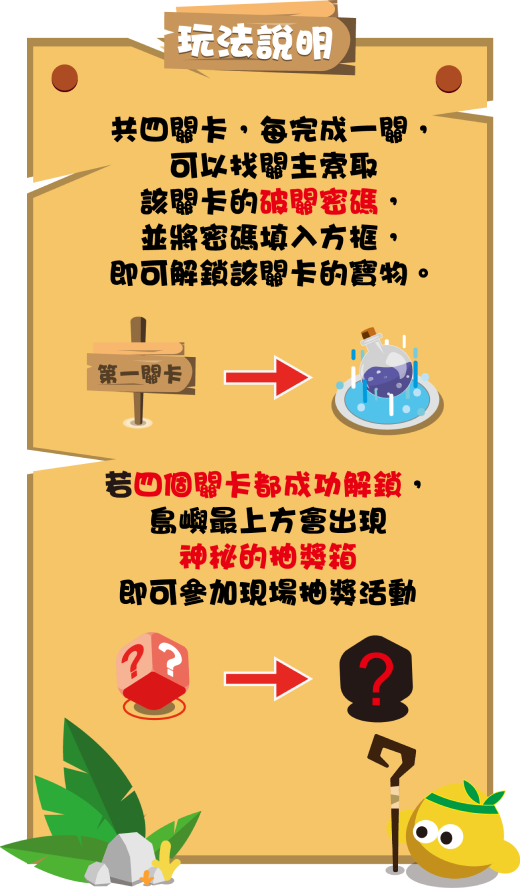 玩法說明
共四關卡，每完成一關，
可以找關主索取
該關卡的破關密碼，
並將密碼填入方框，
即可解鎖該關卡的寶物。
第一關卡
若四個關卡都成功解鎖，
島嶼最上方會出現
神秘的抽獎箱
即可參加現場抽獎活動
? ?
?